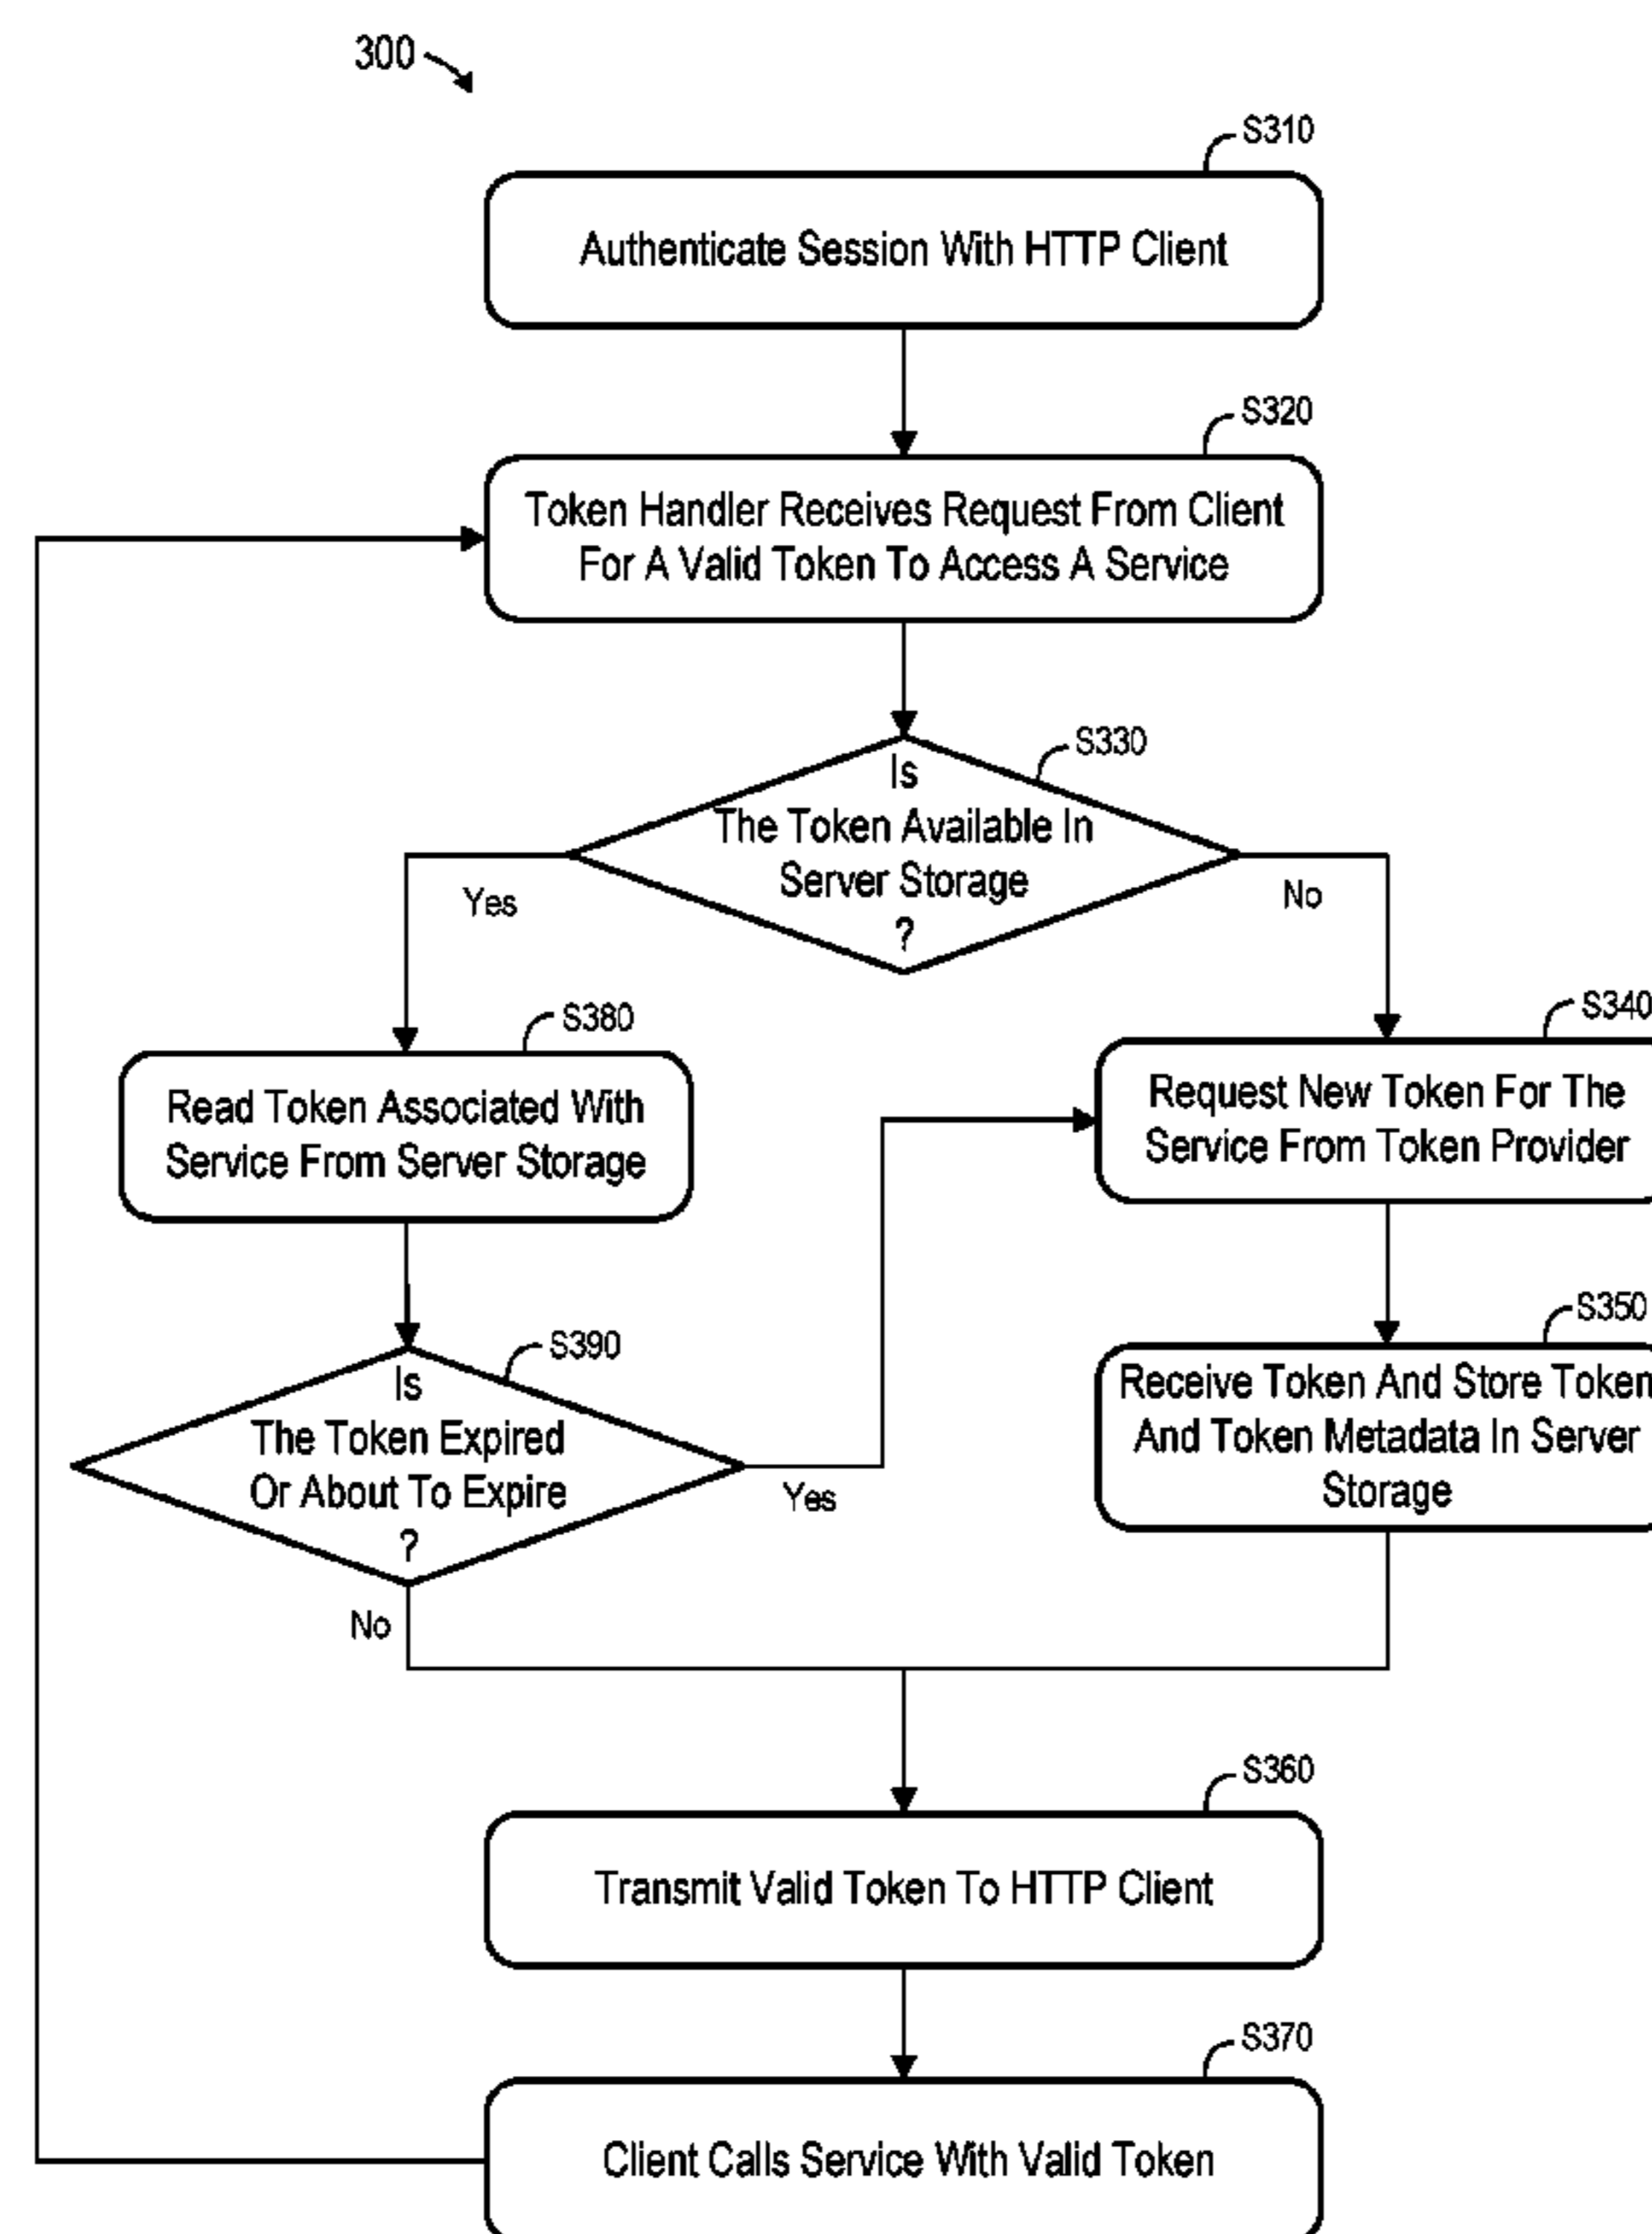 300
S310
Authenticate Session With HTTP Client
S320
Token Handler Receives Request From Client
For A Valid Token To Access A Service
S330
Is
The Token Available In
Server Storage
?
Yes
No
S380
Read Token Associated With
Service From Server Storage
S340
Request New Token For The
Service From Token Provider
S390
Is
The Token Expired
Or About To Expire
?
Yes
No
S350
Receive Token And Store Token
And Token Metadata In Server
Storage
S360
Transmit Valid Token To HTTP Client
S370
Client Calls Service With Valid Token